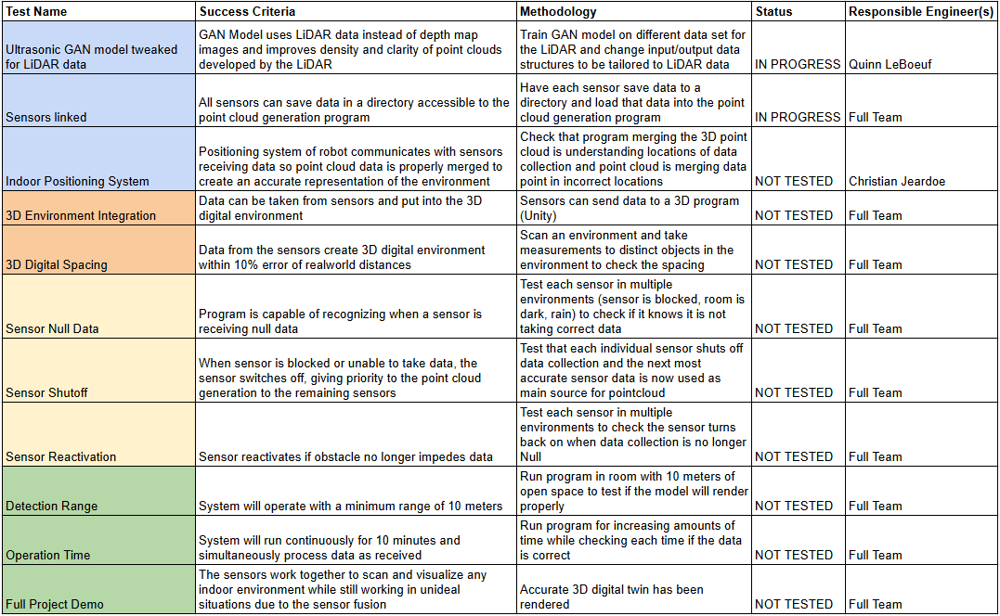 Test Name Success Criteria Methodology Status Responsible Engineer(s)
Ultrasonic GAN model tweaked
for LiDAR data
GAN Model uses LiDAR data instead of depth map
images and improves density and clarity of point clouds
developed by the LiDAR
Train GAN model on different data set for
the LiDAR and change input/output data
structures to be tailored to LiDAR data
IN PROGRESS
Quinn LeBoeuf
Sensors linked
All sensors can save data in a directory accessible to the
point cloud generation program
Have each sensor save data to a
directory and load that data into the point
cloud generation program
IN PROGRESS
Full Team
Indoor Positioning System
Positioning system of robot communicates with sensors
receiving data so point cloud data is properly merged to
create an accurate representation of the environment
Check that program merging the 3D point
cloud is understanding locations of data
collection and point cloud is merging data
point in incorrect locations
NOT TESTED
Christian Jeardoe
3D Environment Integration
Data can be taken from sensors and put into the 3D
digital environment
Sensors can send data to a 3D program
(Unity)
NOT TESTED
Full Team
3D Digital Spacing
Data from the sensors create 3D digital environment
within 10% error of realworld distances
Scan an environment and take
measurements to distinct objects in the
environment to check the spacing
NOT TESTED
Full Team
Sensor Null Data
Program is capable of recognizing when a sensor is
receiving null data
Test each sensor in multiple
environments (sensor is blocked, room is
dark, rain) to check if it knows it is not
taking correct data
NOT TESTED
Full Team
Sensor Shutoff
When sensor is blocked or unable to take data, the
sensor switches off, giving priority to the point cloud
generation to the remaining sensors
Test that each individual sensor shuts off
data collection and the next most
accurate sensor data is now used as
main source for pointcloud
NOT TESTED
Full Team
Sensor Reactivation
Sensor reactivates if obstacle no longer impedes data
Test each sensor in multiple
environments to check the sensor turns
back on when data collection is no longer
Null
NOT TESTED
Full Team
Detection Range
System will operate with a minimum range of 10 meters
Run program in room with 10 meters of
open space to test if the model will render
properly
NOT TESTED
Full Team
Operation Time
System will run continuously for 10 minutes and
simultaneously process data as received
Run program for increasing amounts of
time while checking each time if the data
is correct
NOT TESTED
Full Team
Full Project Demo
The sensors work together to scan and visualize any
indoor environment while still working in unideal
situations due to the sensor fusion
Accurate 3D digital twin has been
rendered
NOT TESTED
Full Team